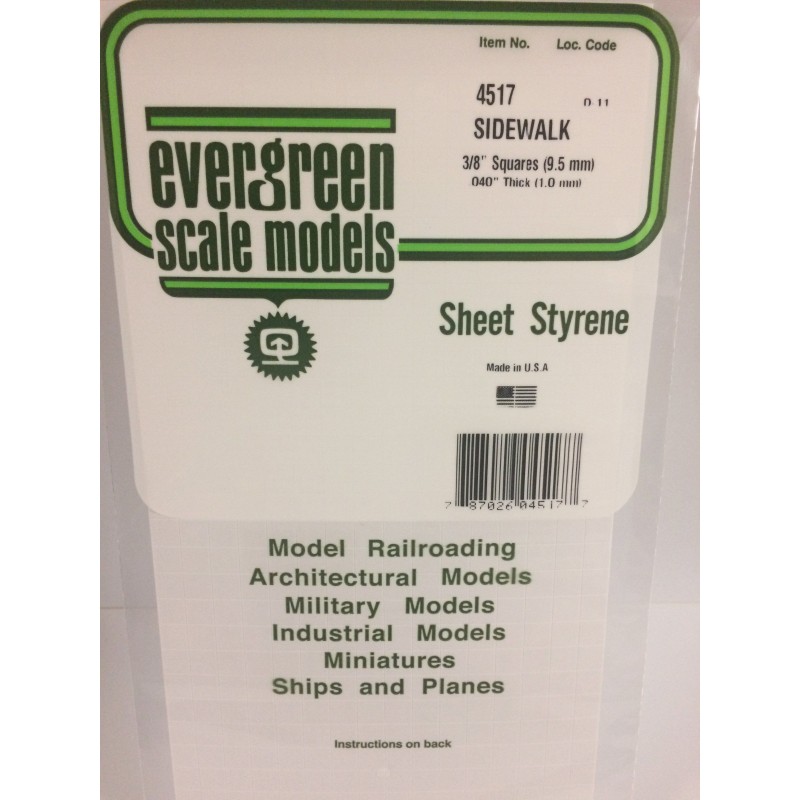 Item No. Loc. Code
4517 0-11
SIDEWALK
3/8" Squares (9.5 mm)
.040" Thick (1.0 mm)
evergreen
scale models
Sheet Styrene
Made in U.S.A
7 87026 04517 7
Model Railroading
Architectural Models
Military Models
Industrial Models
Miniatures
Ships and Planes
Instructions on back